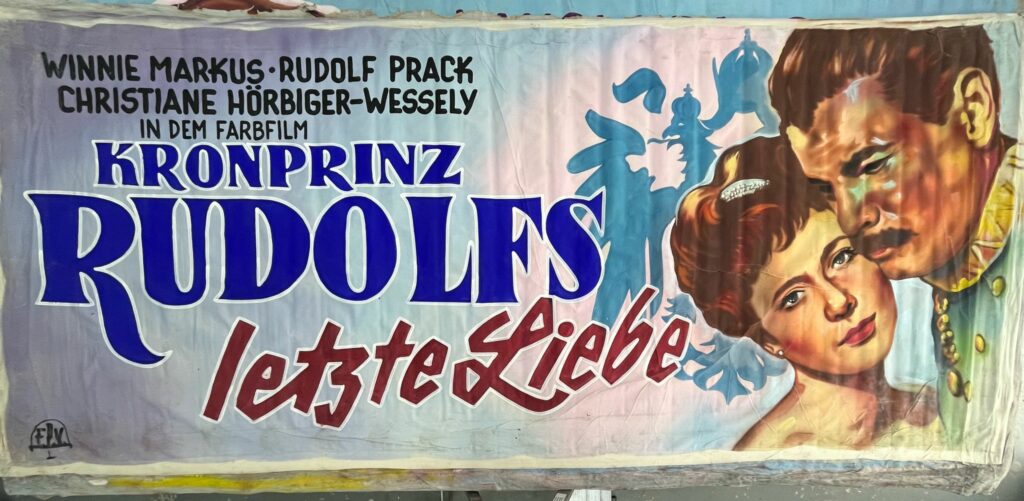 WINNIE MARKUS · RUDOLF PRACK
CHRISTIANE HÖRBIGER-WESSELY
IN DEM FARBFILM
KRONPRINZ
RUDOLFS
letzte Liebe